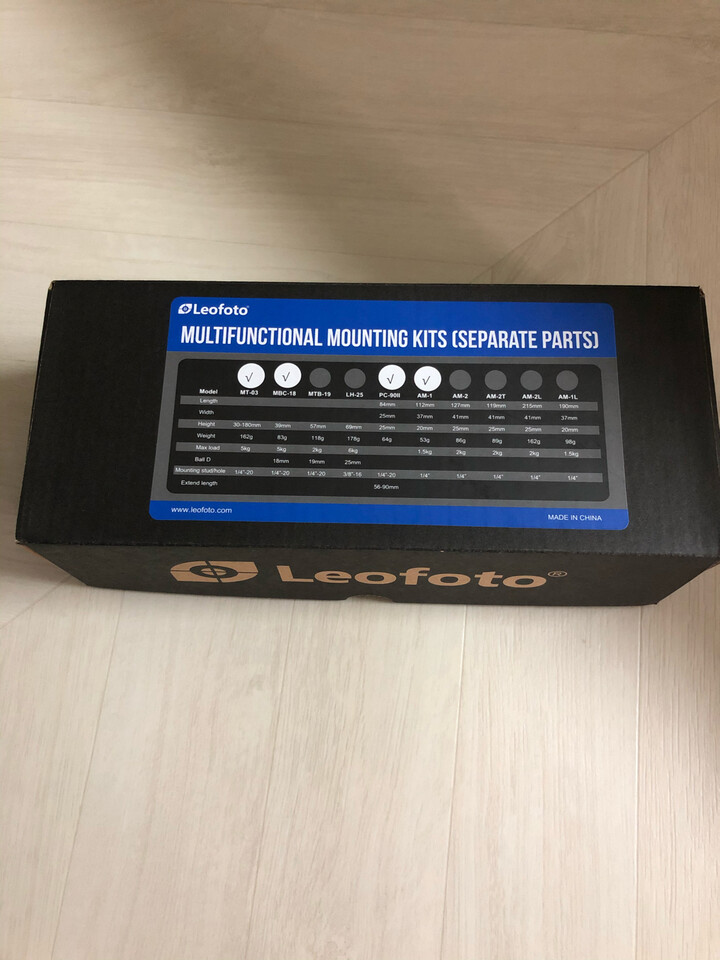 Leofoto
MULTIFUNCTIONAL MOUNTING KITS (SEPARATE PARTS)
√ √ √ √
Model MT-03 MBC-18 MTB-19 LH-25 PC-90II AM-1 AM-2 AM-2T AM-2L AM-1L
Length 84mm 112mm 127mm 119mm 215mm 190mm
Width 25mm 37mm 41mm 41mm 41mm 37mm
Height 30-180mm 39mm 57mm 69mm 25mm 20mm 25mm 25mm 25mm 20mm
Weight 162g 83g 118g 178g 64g 53g 86g 89g 162g 98g
Max load 5kg 5kg 2kg 6kg 1.5kg 2kg 2kg 2kg 1.5kg
Ball D 18mm 19mm 25mm
Mounting stud/hole 1/4"-20 1/4"-20 1/4"-20 3/8"-16 1/4"-20 1/4" 1/4" 1/4" 1/4" 1/4"
Extend length 56-90mm
www.leofoto.com MADE IN CHINA
Leofoto®